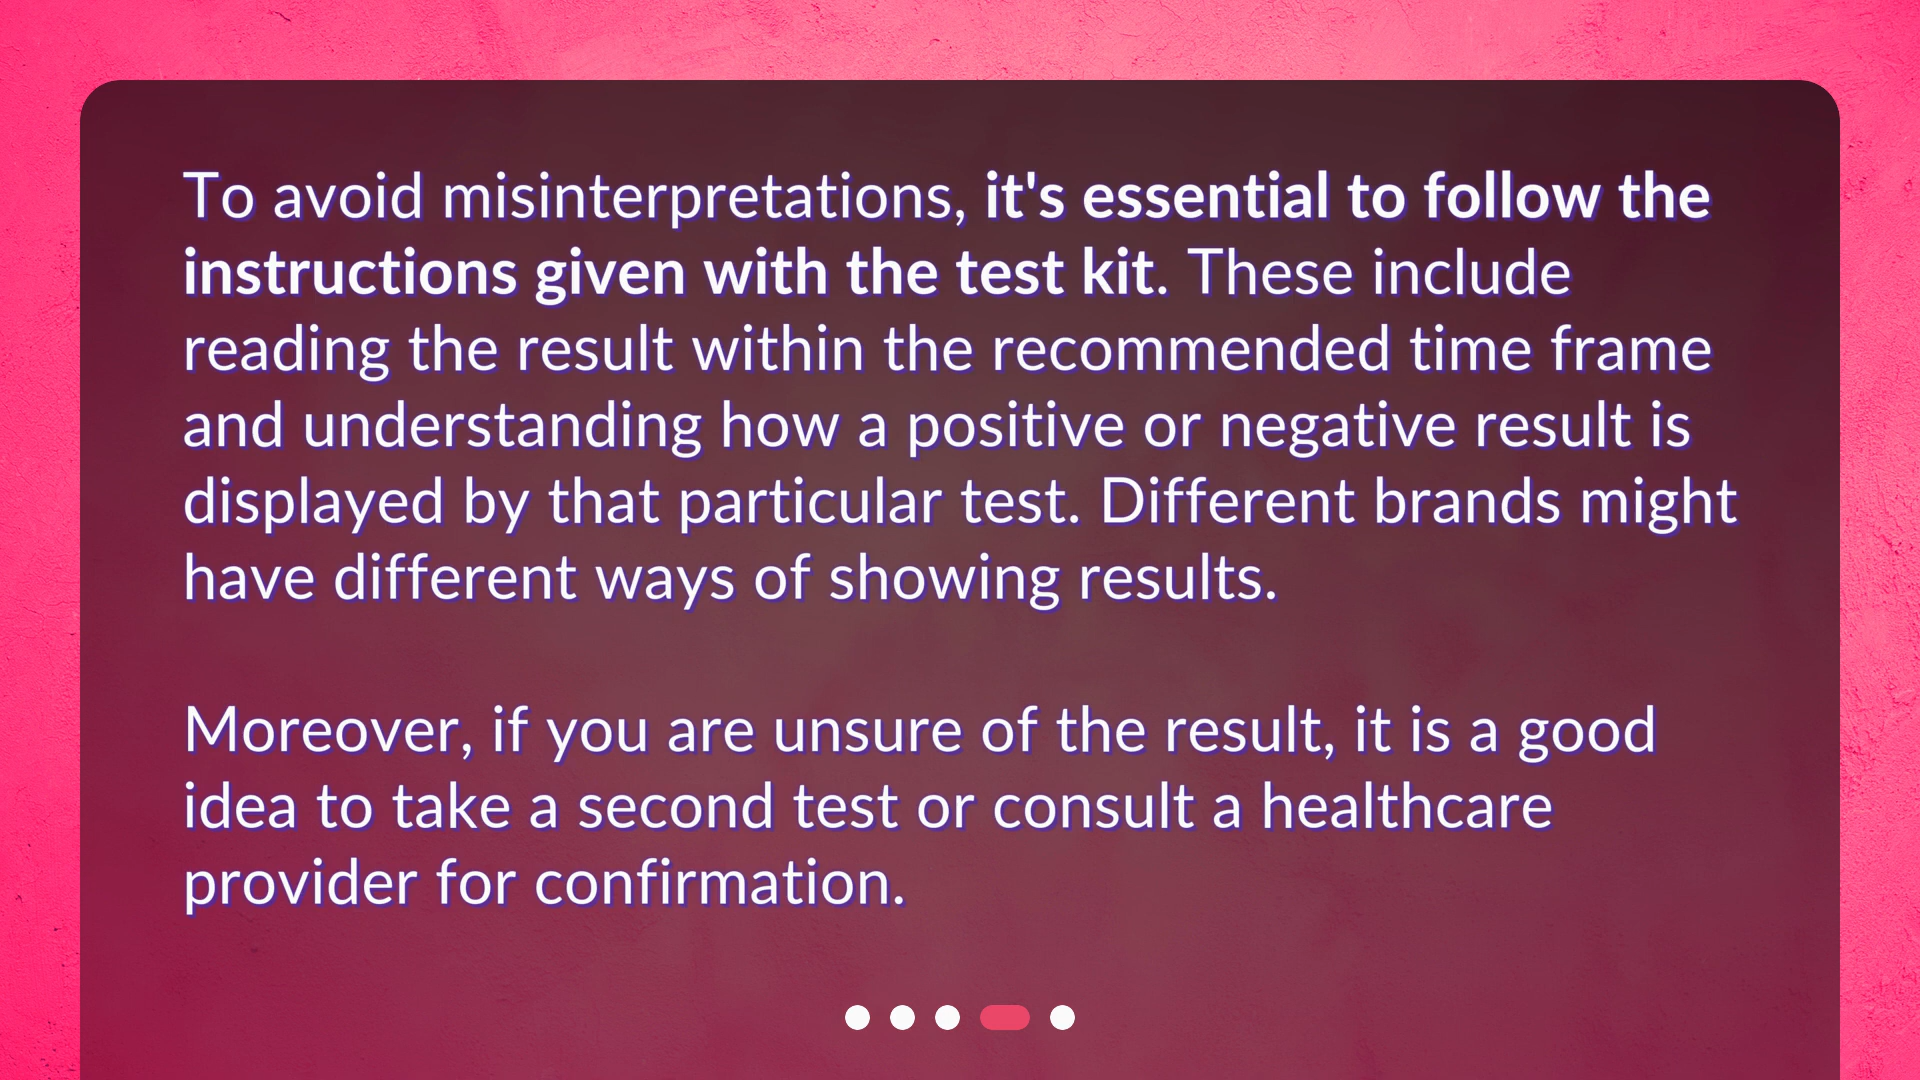 To avoid misinterpretations, it's essential to follow the
instructions given with the test kit. These include
reading the result within the recommended time frame
and understanding how a positive or negative result is
displayed by that particular test. Different brands might
have different ways of showing results.
Moreover, if you are unsure of the result, it is a good
idea to take a second test or consult a healthcare
provider for confirmation.